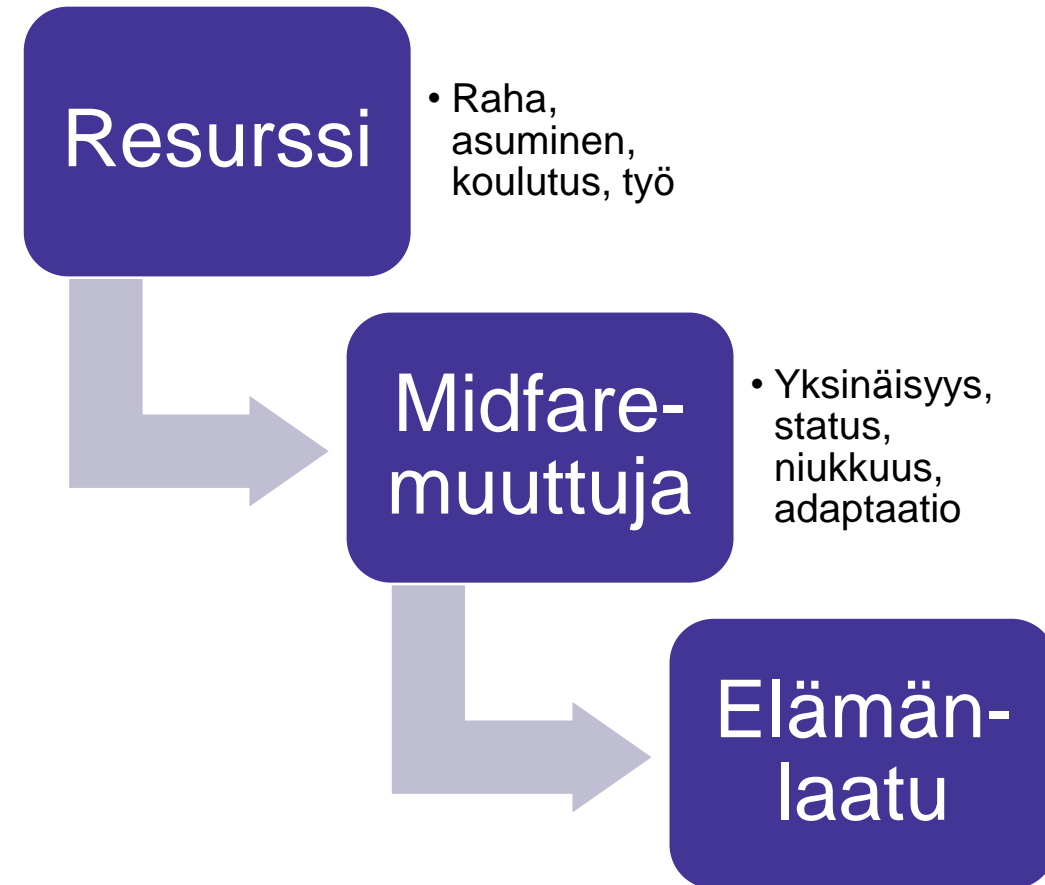 Resurssi
• Raha,
asuminen,
koulutus, työ
Midfare-
muuttuja
• Yksinäisyys,
status,
niukkuus,
adaptaatio
Elämän-
laatu